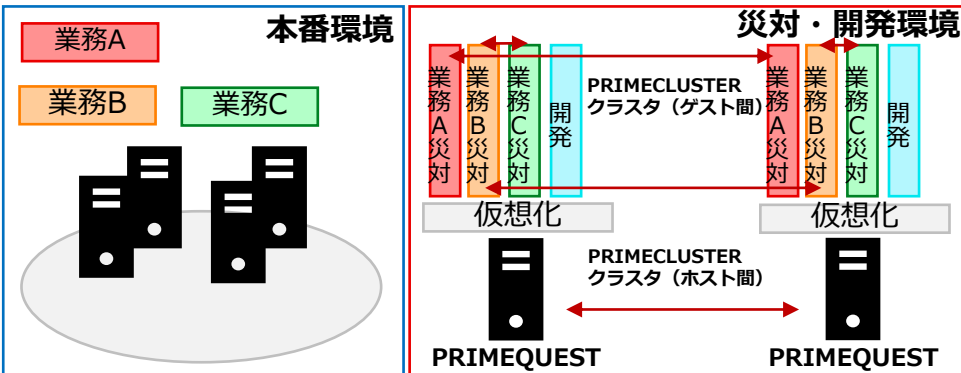 本番環境
業務A
業務B
業務C
災対・開発環境
業務A災対
業務B災対
業務C災対
開発
PRIMECLUSTER
クラスタ（ゲスト間）
業務A災対
業務B災対
業務C災対
開発
仮想化
仮想化
PRIMECLUSTER
クラスタ（ホスト間）
PRIMEQUEST
PRIMEQUEST